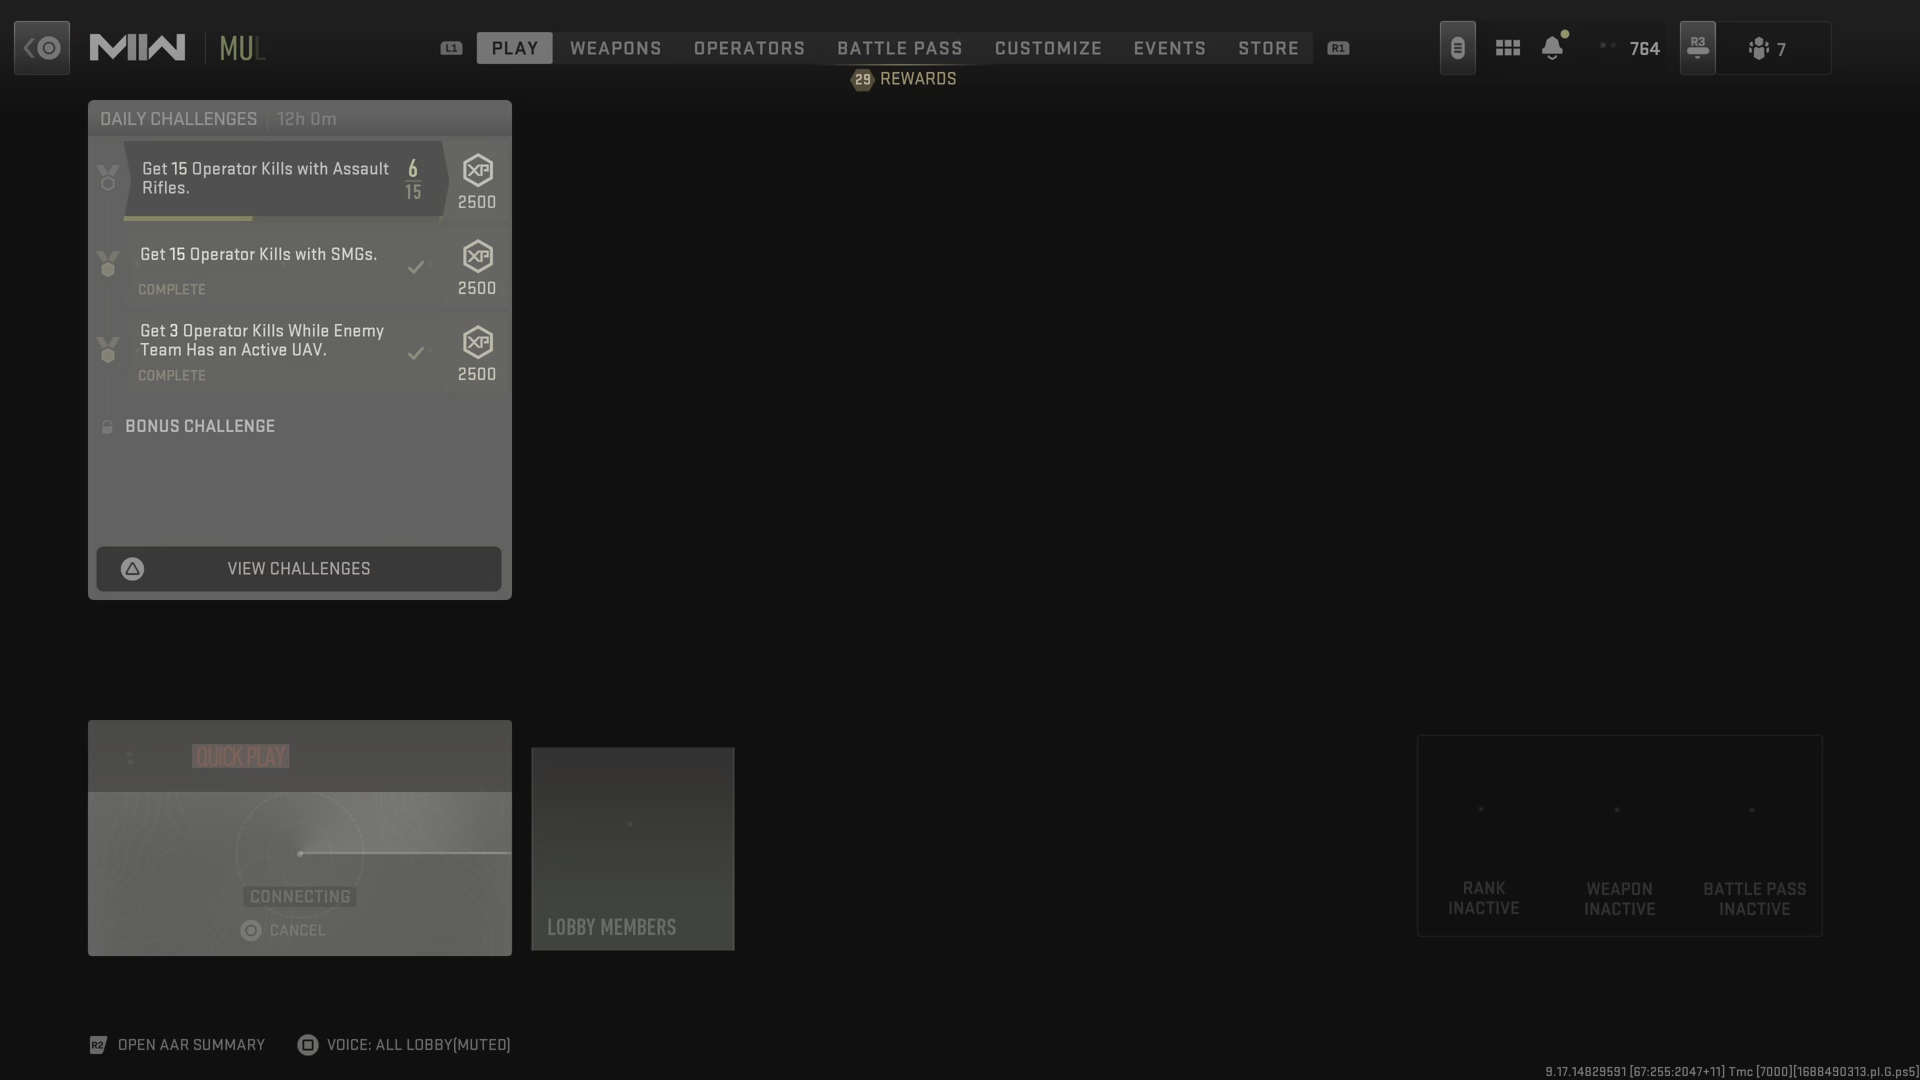 MW MUL
L1 PLAY WEAPONS OPERATORS BATTLE PASS CUSTOMIZE EVENTS STORE R1
764 R3 7
29 REWARDS
DAILY CHALLENGES 12h 0m
Get 15 Operator Kills with Assault
Rifles.
6
15
XP
2500
Get 15 Operator Kills with SMGs.
COMPLETE
XP
2500
Get 3 Operator Kills While Enemy
Team Has an Active UAV.
COMPLETE
XP
2500
BONUS CHALLENGE
VIEW CHALLENGES
QUICK PLAY
CONNECTING
CANCEL
LOBBY MEMBERS
RANK
INACTIVE
WEAPON
INACTIVE
BATTLE PASS
INACTIVE
R2 OPEN AAR SUMMARY VOICE: ALL LOBBY(MUTED)
9.17.14829591 [67:255:2047+11] Tmc [7000][1688490313.pl.G.ps5]